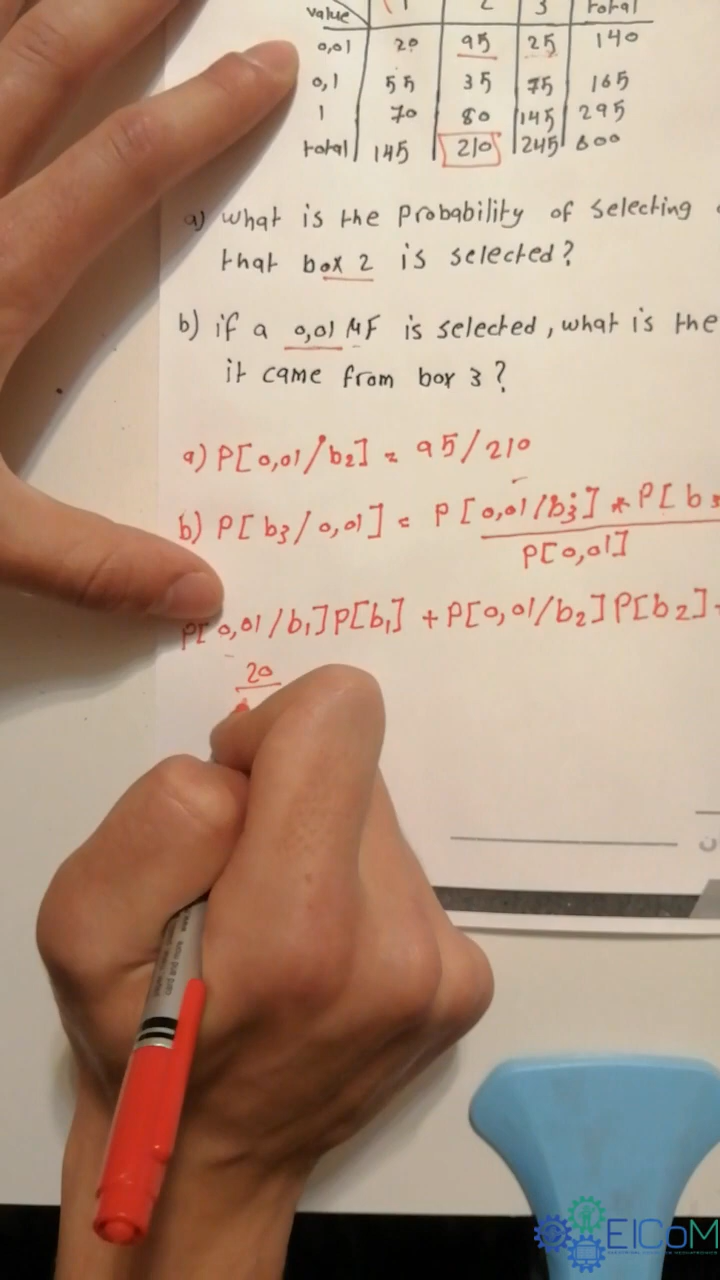 value 1 2 3 Total
0,01 20 95 25 140
0,1 55 35 75 165
1 70 80 145 295
total 145 210 245 600
a) what is the Probability of selecting
that box 2 is selected?
b) if a 0,01 MF is selected, what is the
it came from box 3?
a) P[0,01/b2] = 95/210
b) P[b3/0,01] = P[0,01/b3] * P[b3
P[0,01]
P[0,01/b1]P[b1] + P[0,01/b2]P[b2] +
20
EICoM